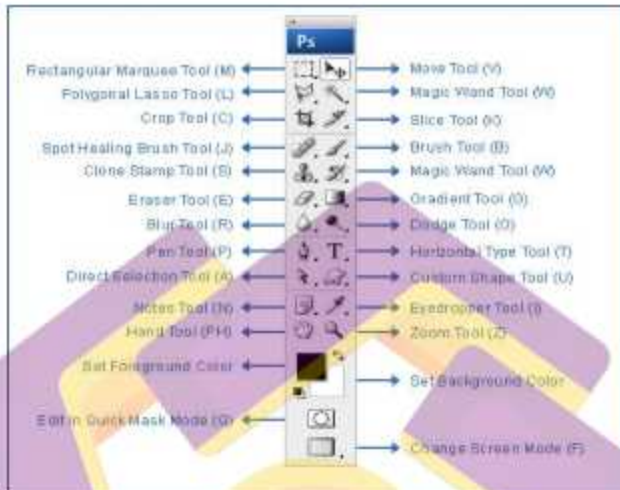 Ps
Rectangular Marquee Tool (M)
Move Tool (V)
Polygonal Lasso Tool (L)
Magic Wand Tool (W)
Crop Tool (C)
Slice Tool (K)
Spot Healing Brush Tool (J)
Brush Tool (B)
Clone Stamp Tool (S)
Magic Wand Tool (W)
Eraser Tool (E)
Gradient Tool (G)
Blur Tool (R)
Dodge Tool (O)
Pen Tool (P)
T
Horizontal Type Tool (T)
Direct Selection Tool (A)
Custom Shape Tool (U)
Notes Tool (N)
Eyedropper Tool (I)
Hand Tool (PH)
Zoom Tool (Z)
Set Foreground Color
Set Background Color
Edit in Quick Mask Mode (Q)
Change Screen Mode (F)